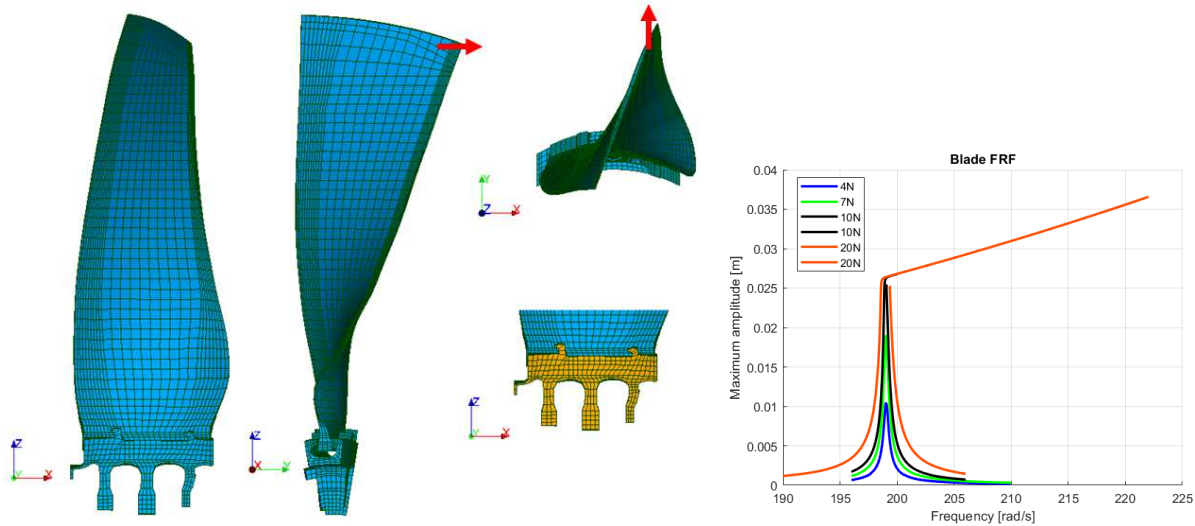 Z
Y
X
Z
X
Y
Y
Z
X
Z
Y
X
Blade FRF
Maximum amplitude [m]
0.04
0.035
0.03
0.025
0.02
0.015
0.01
0.005
0
4N
7N
10N
10N
20N
20N
190
195
200
205
210
215
220
225
Frequency [rad/s]